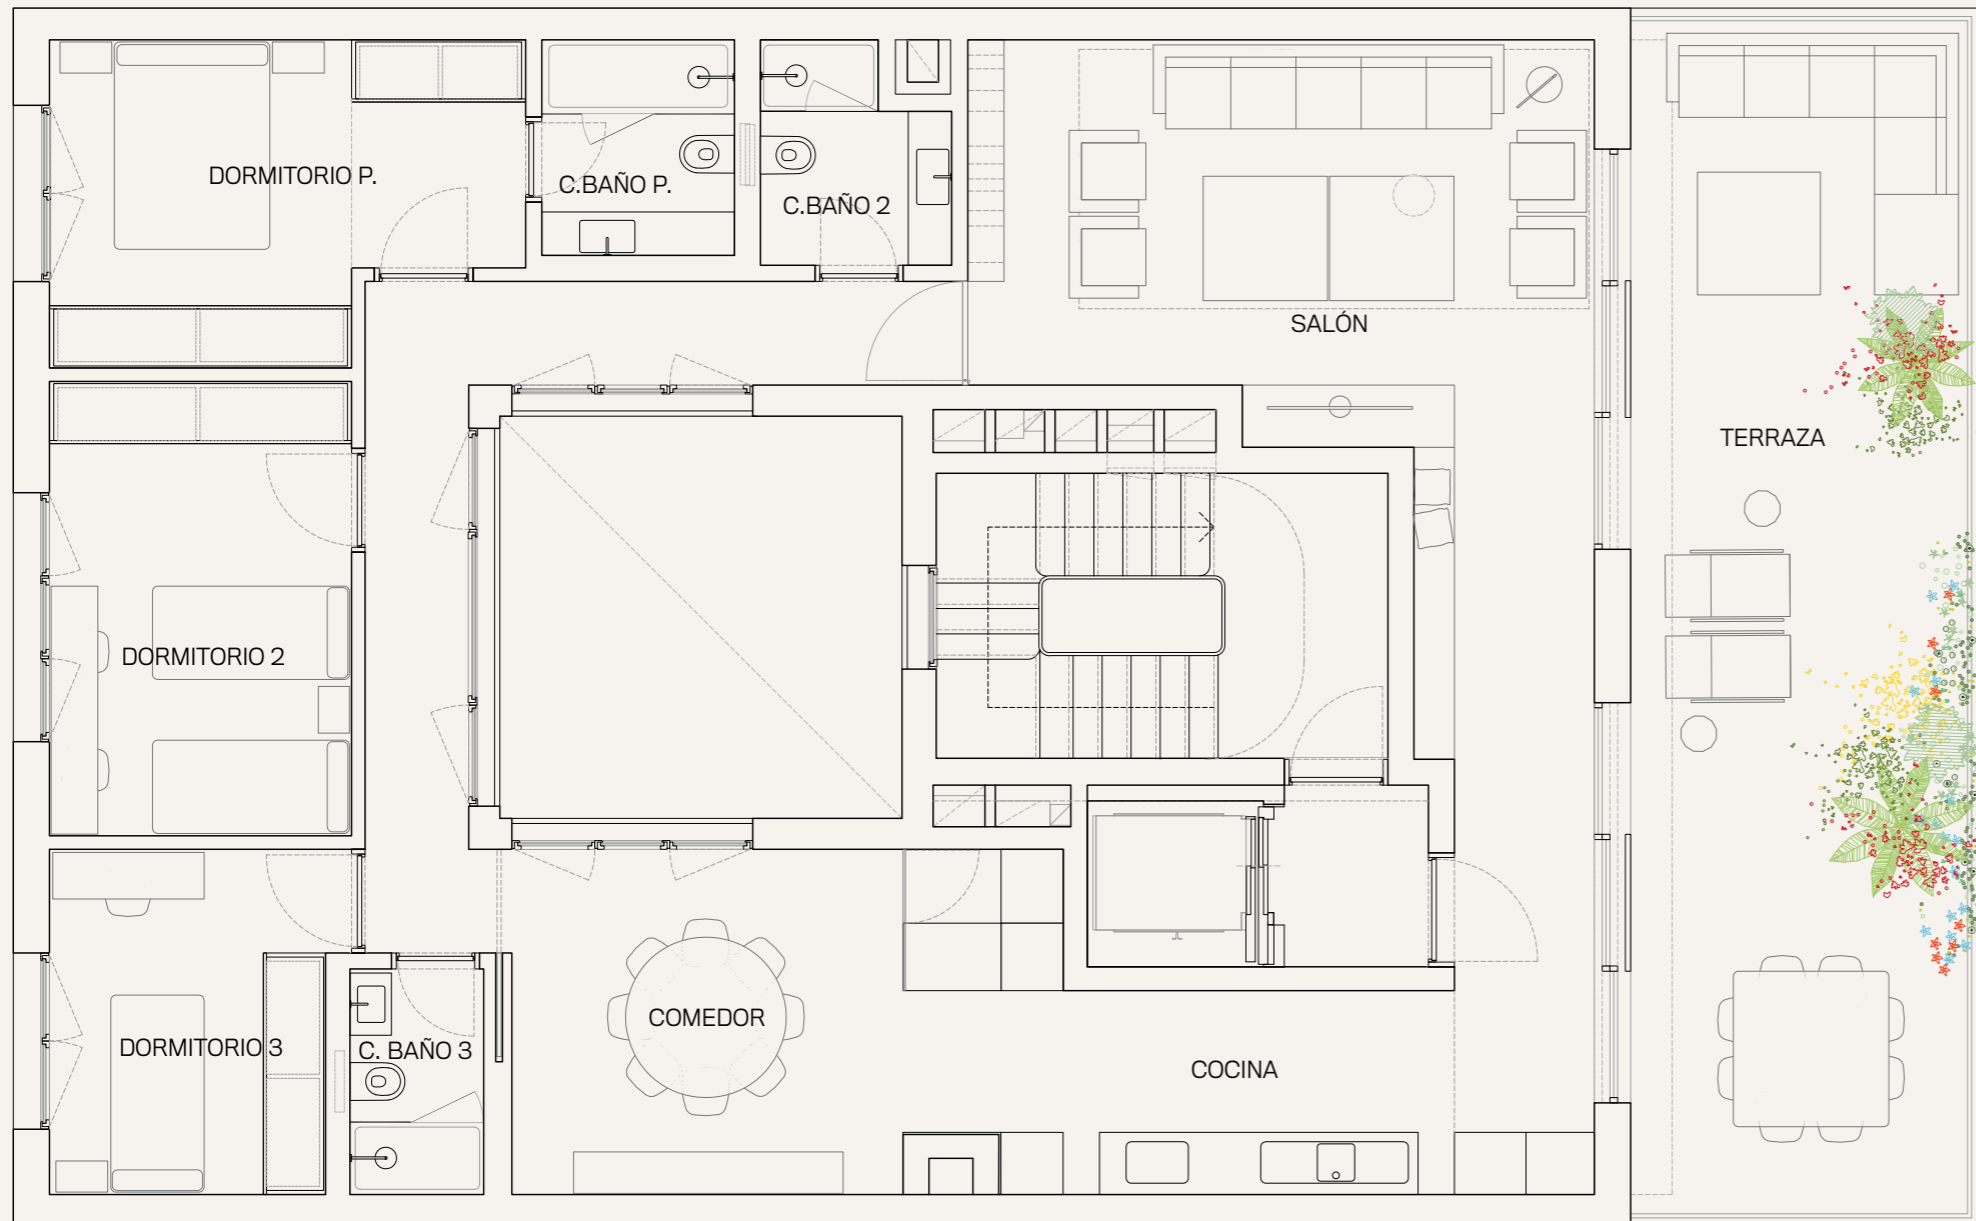 DORMITORIO P.
C.BAÑO P.
C.BAÑO 2
SALÓN
TERRAZA
DORMITORIO 2
DORMITORIO 3
C. BAÑO 3
COMEDOR
COCINA